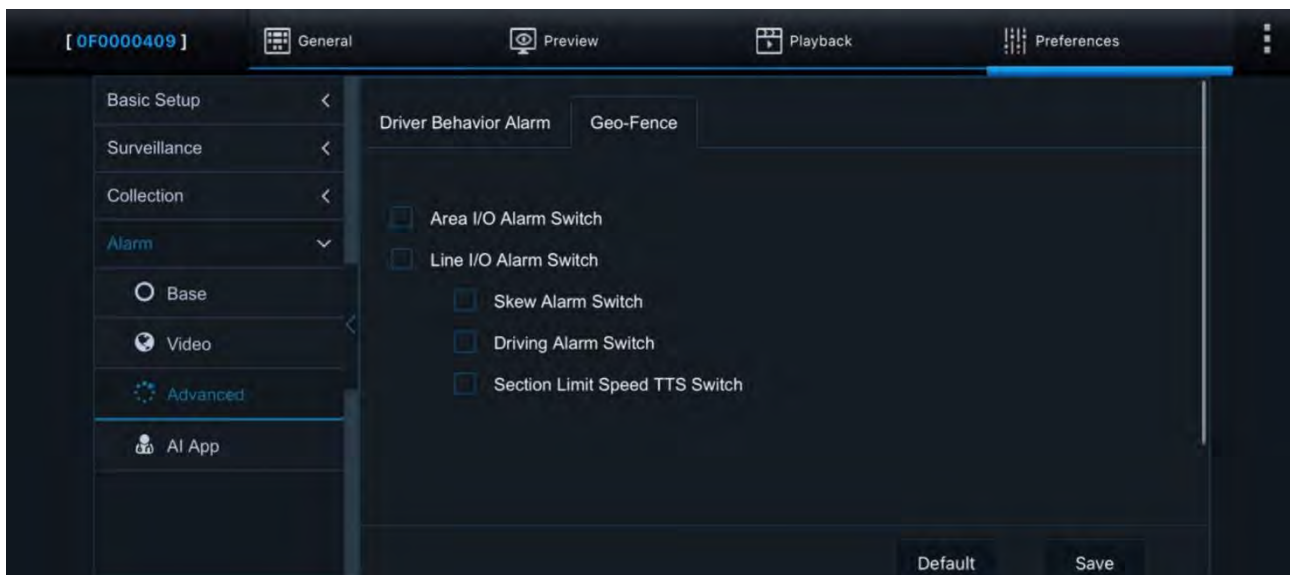 [ 0F0000409 ] General Preview Playback Preferences
Basic Setup
Surveillance
Collection
Alarm
Base
Video
Advanced
AI App
Driver Behavior Alarm Geo-Fence
Area I/O Alarm Switch
Line I/O Alarm Switch
Skew Alarm Switch
Driving Alarm Switch
Section Limit Speed TTS Switch
Default Save